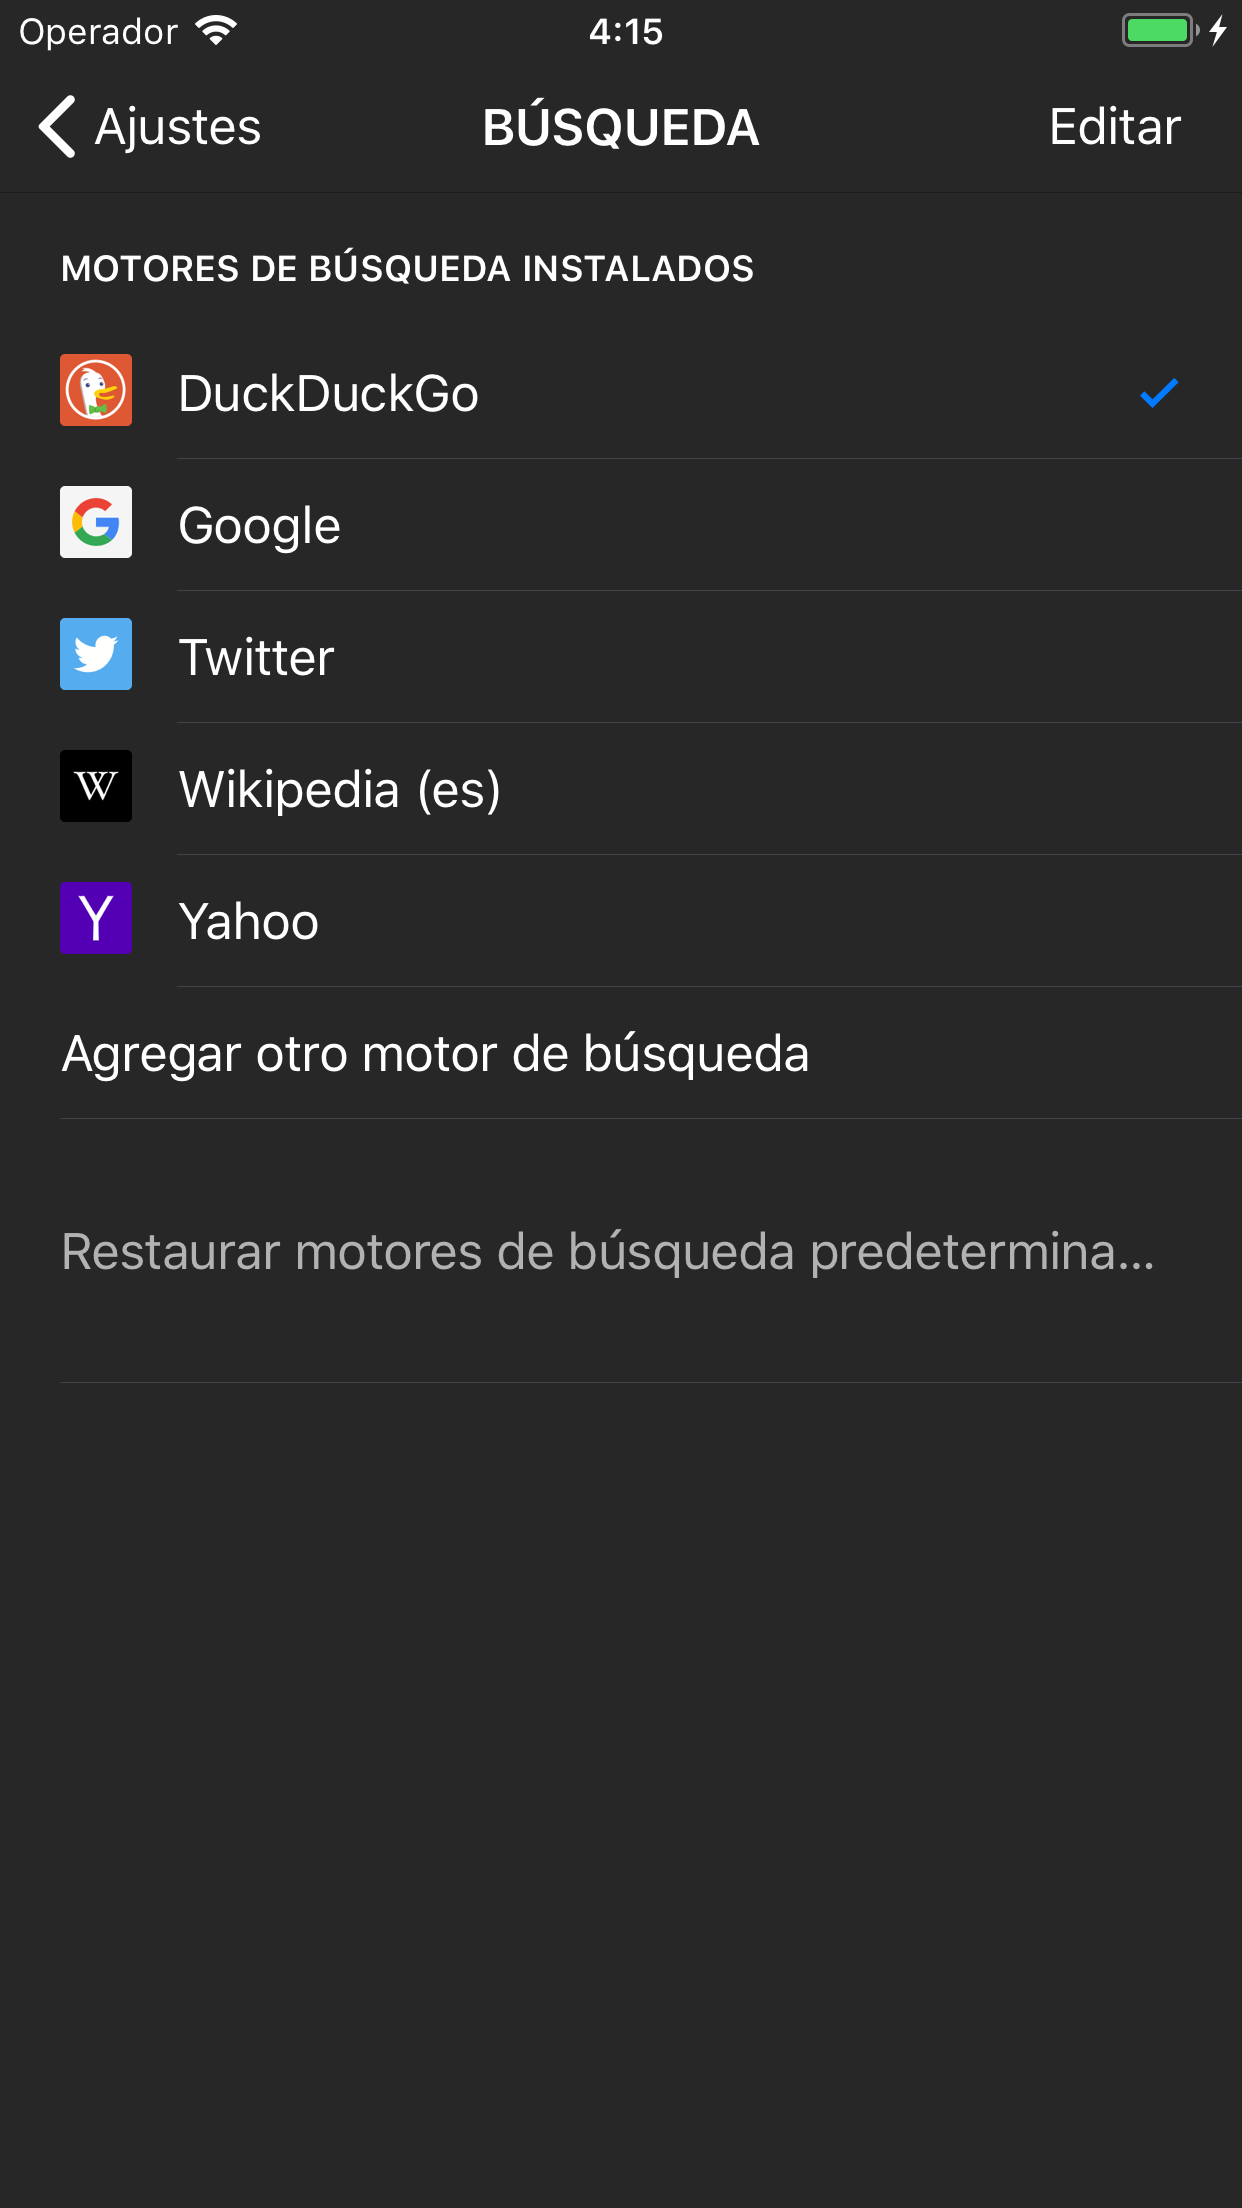 Operador 4:15
Ajustes BÚSQUEDA Editar
MOTORES DE BÚSQUEDA INSTALADOS
DuckDuckGo
G Google
Twitter
W Wikipedia (es)
Y Yahoo
Agregar otro motor de búsqueda
Restaurar motores de búsqueda predetermina...